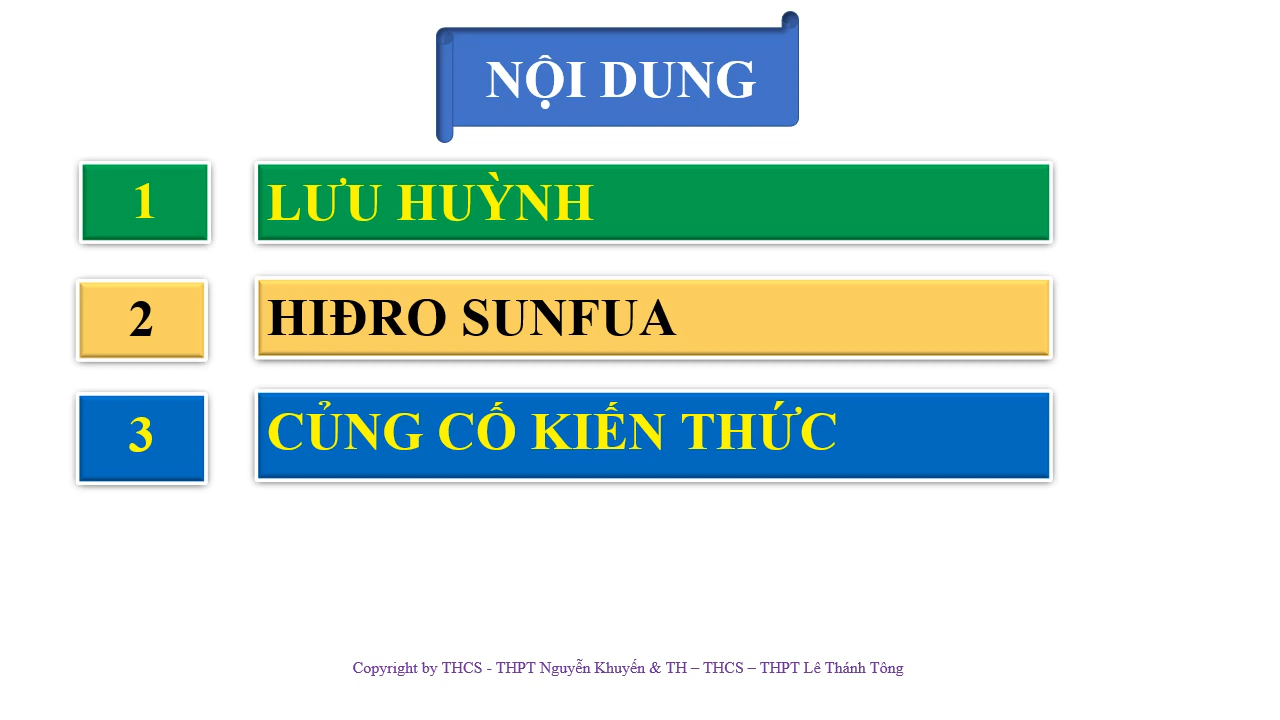 NỘI DUNG
1 LƯU HUỲNH
2 HIĐRO SUNFUA
3 CỦNG CỐ KIẾN THỨC
Copyright by THCS - THPT Nguyễn Khuyến & TH – THCS – THPT Lê Thánh Tông